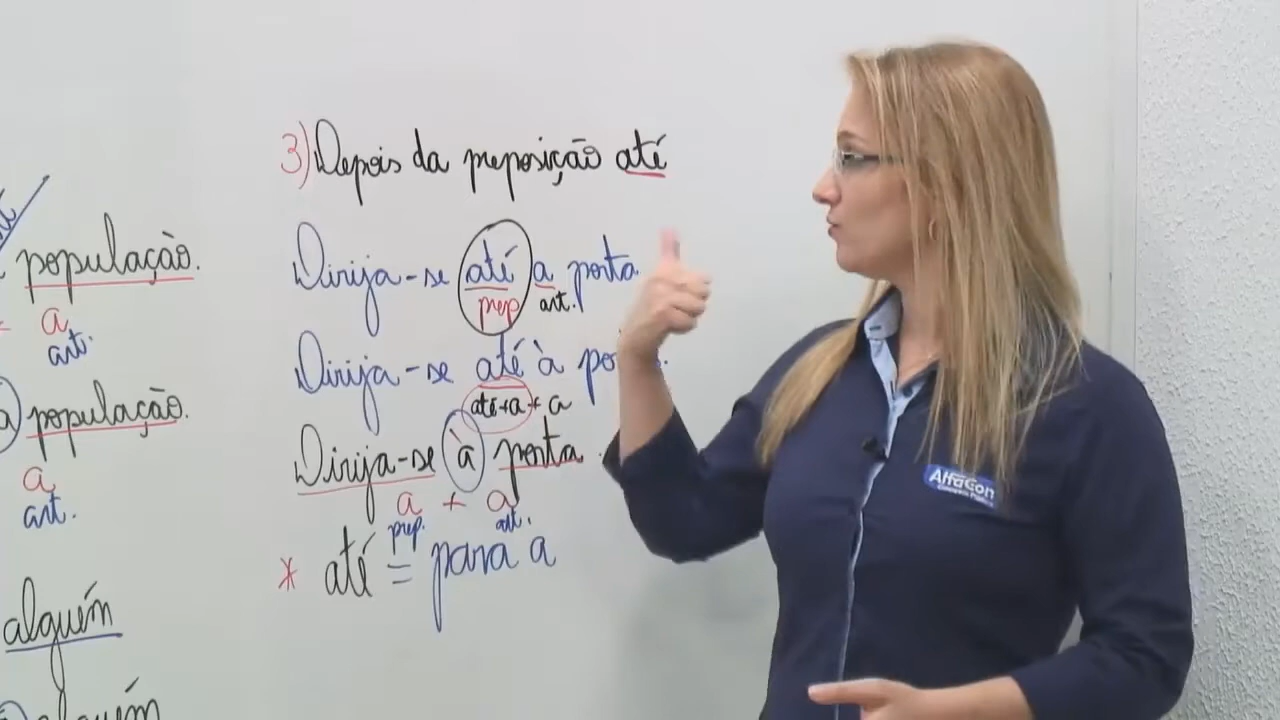 3) Depois da preposição até
Dirija-se até a porta
prep art.
Dirija-se até à
até+a + a
Dirija-se à porta.
a + a
prep. art.
* até = para a
população.
a
art.
a população.
a
art.
alguém
alguém
AlfaCon